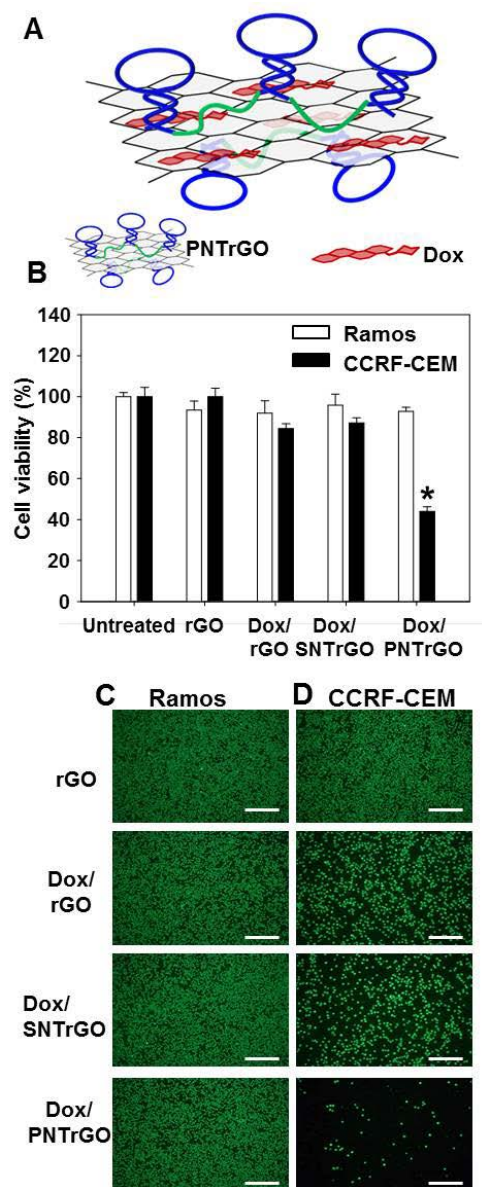 A
PNTrGO
Dox
B
140
120
100
80
60
40
20
0
Cell viability (%)
Ramos
CCRF-CEM
*
Untreated rGO Dox/ Dox/ Dox/
rGO SNTrGO PNTrGO
C Ramos D CCRF-CEM
rGO
Dox/
rGO
Dox/
SNTrGO
Dox/
PNTrGO